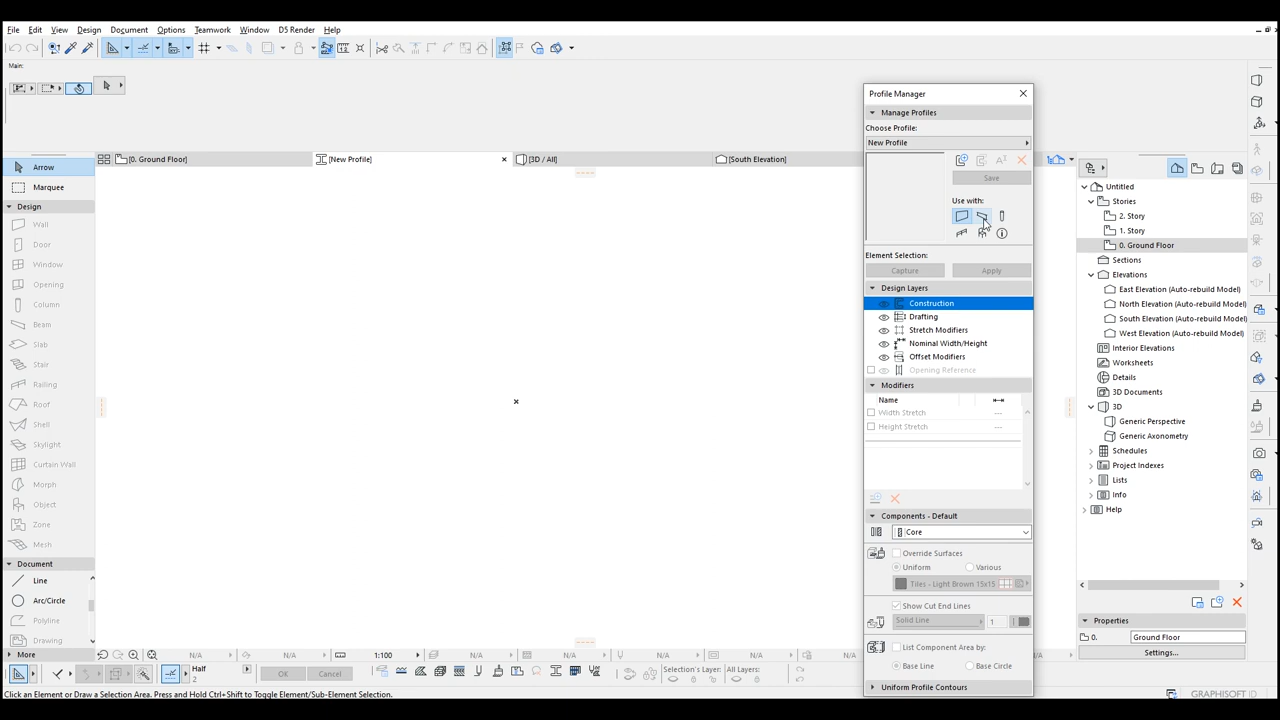 File Edit View Design Document Options Teamwork Window D5 Render Help
Main:
[0. Ground Floor] [New Profile] [3D / All] [South Elevation]
Arrow
Marquee
Design
Wall
Door
Window
Opening
Column
Beam
Slab
Stair
Railing
Roof
Shell
Skylight
Curtain Wall
Morph
Object
Zone
Mesh
Document
Line
Arc/Circle
Polyline
Drawing
More
Profile Manager
Manage Profiles
Choose Profile:
New Profile
Save
Use with:
Element Selection:
Capture Apply
Design Layers
Construction
Drafting
Stretch Modifiers
Nominal Width/Height
Offset Modifiers
Opening Reference
Modifiers
Name
Width Stretch ---
Height Stretch ---
Components - Default
Core
Override Surfaces
Uniform Various
Tiles - Light Brown 15x15
Show Cut End Lines
Solid Line 1
List Component Area by:
Base Line Base Circle
Uniform Profile Contours
Untitled
Stories
2. Story
1. Story
0. Ground Floor
Sections
Elevations
East Elevation (Auto-rebuild Model)
North Elevation (Auto-rebuild Model)
South Elevation (Auto-rebuild Model)
West Elevation (Auto-rebuild Model)
Interior Elevations
Worksheets
Details
3D Documents
3D
Generic Perspective
Generic Axonometry
Schedules
Project Indexes
Lists
Info
Help
Properties
0. Ground Floor
Settings...
N/A N/A 1:100 N/A N/A N/A N/A
Half
2
OK Cancel
Selection's Layer: All Layers:
Click an Element or Draw a Selection Area. Press and Hold Ctrl+Shift to Toggle Element/Sub-Element Selection.
GRAPHISOFT ID